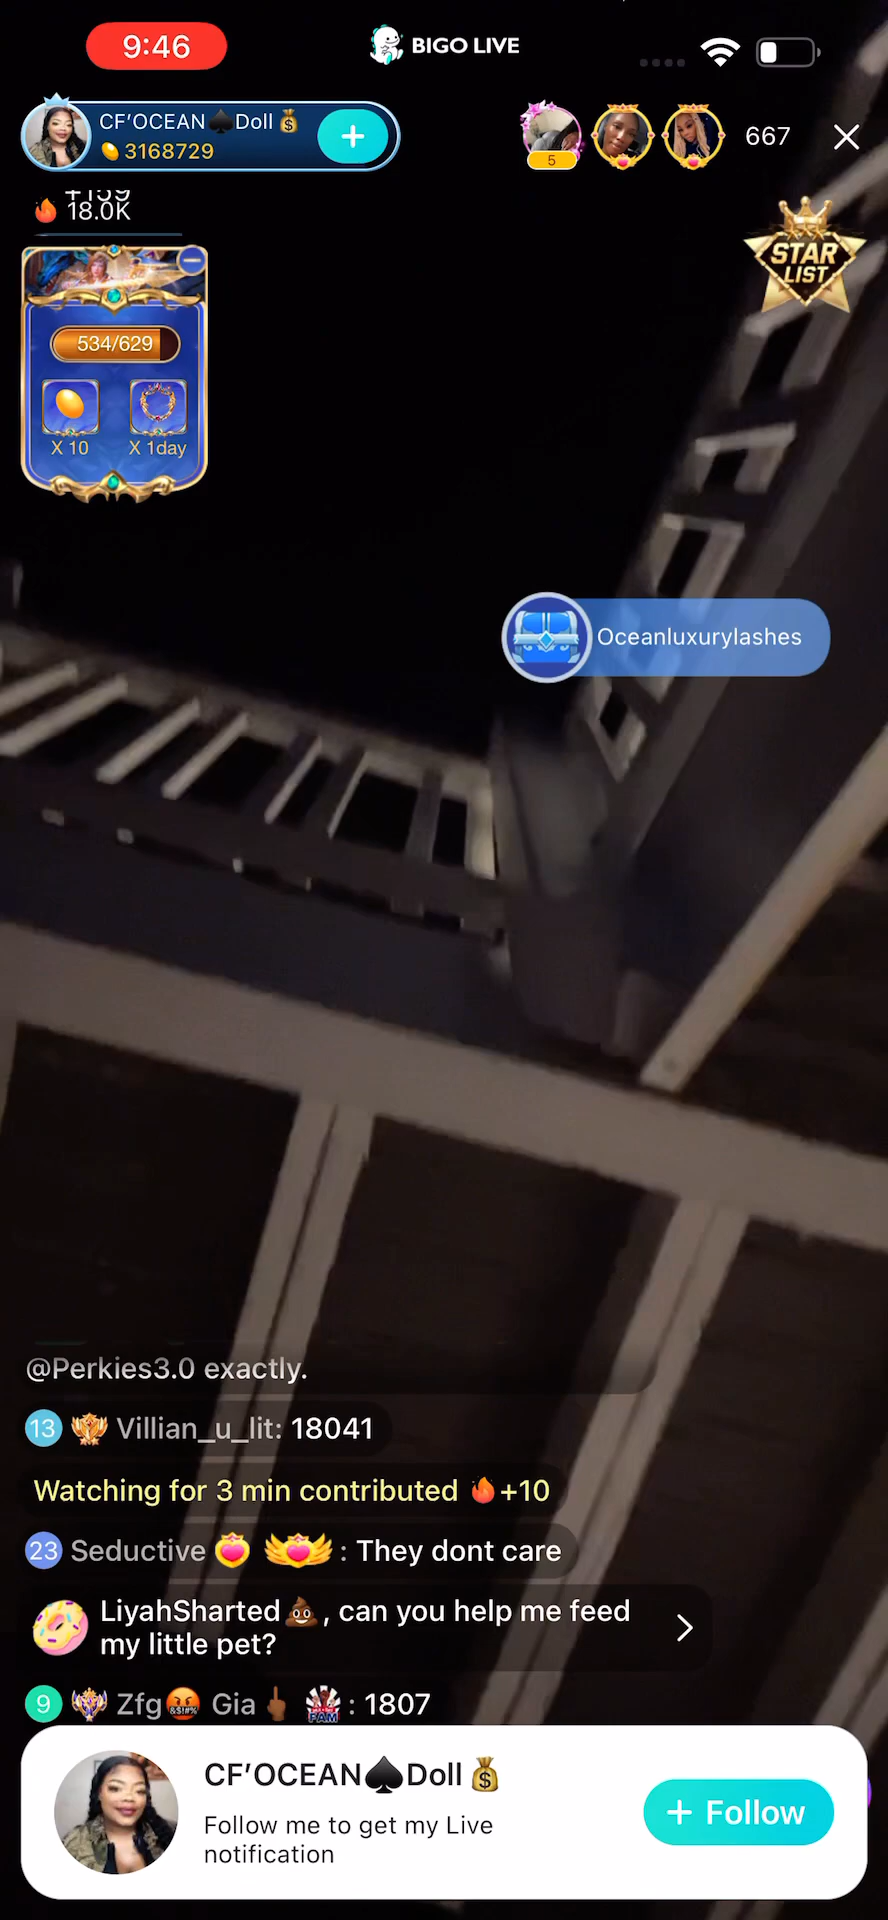 9:46
BIGO LIVE
CF'OCEAN♠️Doll💰
3168729
5
667
+139
18.0K
STAR
LIST
534/629
X 10
X 1day
Oceanluxurylashes
@Perkies3.0 exactly.
13 Villian_u_lit: 18041
Watching for 3 min contributed 🔥+10
23 Seductive : They dont care
LiyahSharted💩, can you help me feed
my little pet?
9 Zfg🤬 Gia🖕🏾 FAM : 1807
CF'OCEAN♠️Doll💰
Follow me to get my Live
notification
+ Follow